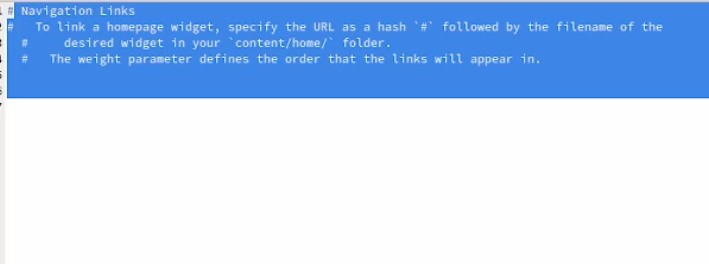 # Navigation Links
#   To link a homepage widget, specify the URL as a hash `#` followed by the filename of the
  #     desired widget in your `content/home/` folder.
  #   The weight parameter defines the order that the links will appear in.